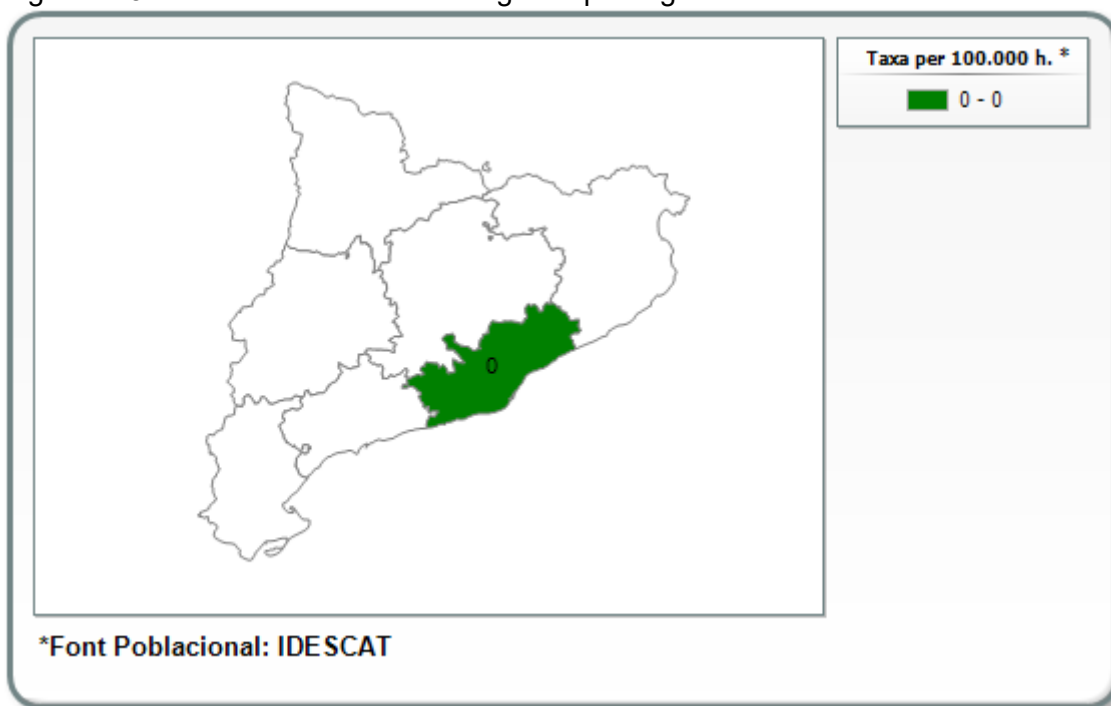 Taxa per 100.000 h. *
0 - 0
0
*Font Poblacional: IDESCAT